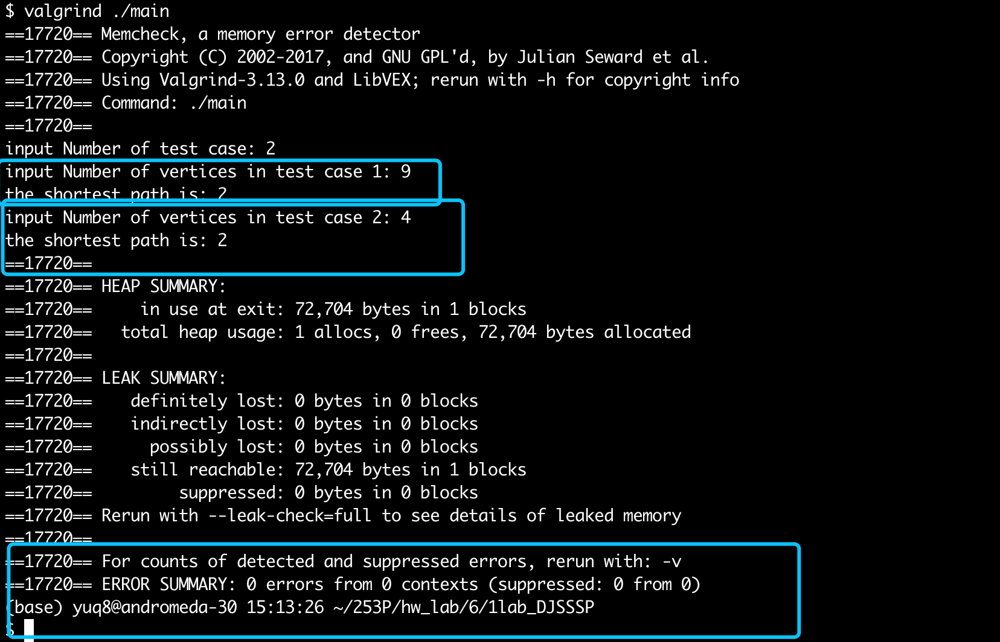 $ valgrind ./main
==17720== Memcheck, a memory error detector
==17720== Copyright (C) 2002-2017, and GNU GPL'd, by Julian Seward et al.
==17720== Using Valgrind-3.13.0 and LibVEX; rerun with -h for copyright info
==17720== Command: ./main
==17720==
input Number of test case: 2
input Number of vertices in test case 1: 9
the shortest path is: 2
input Number of vertices in test case 2: 4
the shortest path is: 2
==17720==
==17720== HEAP SUMMARY:
==17720==     in use at exit: 72,704 bytes in 1 blocks
==17720==   total heap usage: 1 allocs, 0 frees, 72,704 bytes allocated
==17720==
==17720== LEAK SUMMARY:
==17720==    definitely lost: 0 bytes in 0 blocks
==17720==    indirectly lost: 0 bytes in 0 blocks
==17720==      possibly lost: 0 bytes in 0 blocks
==17720==    still reachable: 72,704 bytes in 1 blocks
==17720==         suppressed: 0 bytes in 0 blocks
==17720== Rerun with --leak-check=full to see details of leaked memory
==17720==
==17720== For counts of detected and suppressed errors, rerun with: -v
==17720== ERROR SUMMARY: 0 errors from 0 contexts (suppressed: 0 from 0)
(base) yuq8@andromeda-30 15:13:26 ~/253P/hw_lab/6/1lab_DJSSSP
$